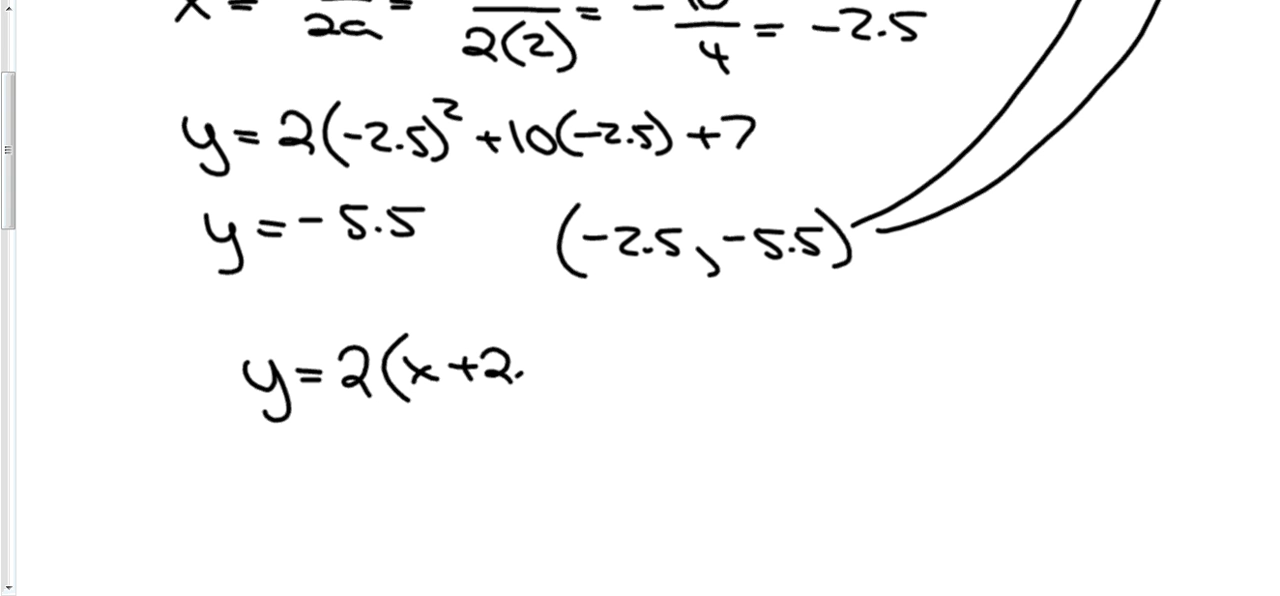 x = /2a = /2(2) = - 10/4 = -2.5
y = 2(-2.5)² + 10(-2.5) + 7
y = - 5.5 (-2.5, -5.5)
y = 2(x + 2.